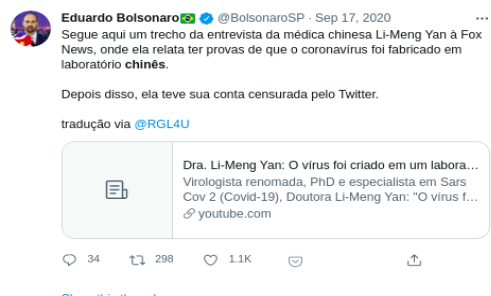 Eduardo Bolsonaro @BolsonaroSP · Sep 17, 2020
Segue aqui um trecho da entrevista da médica chinesa Li-Meng Yan à Fox
News, onde ela relata ter provas de que o coronavírus foi fabricado em
laboratório chinês.
Depois disso, ela teve sua conta censurada pelo Twitter.
tradução via @RGL4U
Dra. Li-Meng Yan: O vírus foi criado em um labora...
Virologista renomada, PhD e especialista em Sars
Cov 2 (Covid-19), Doutora Li-Meng Yan: "O vírus f...
youtube.com
34 298 1.1K